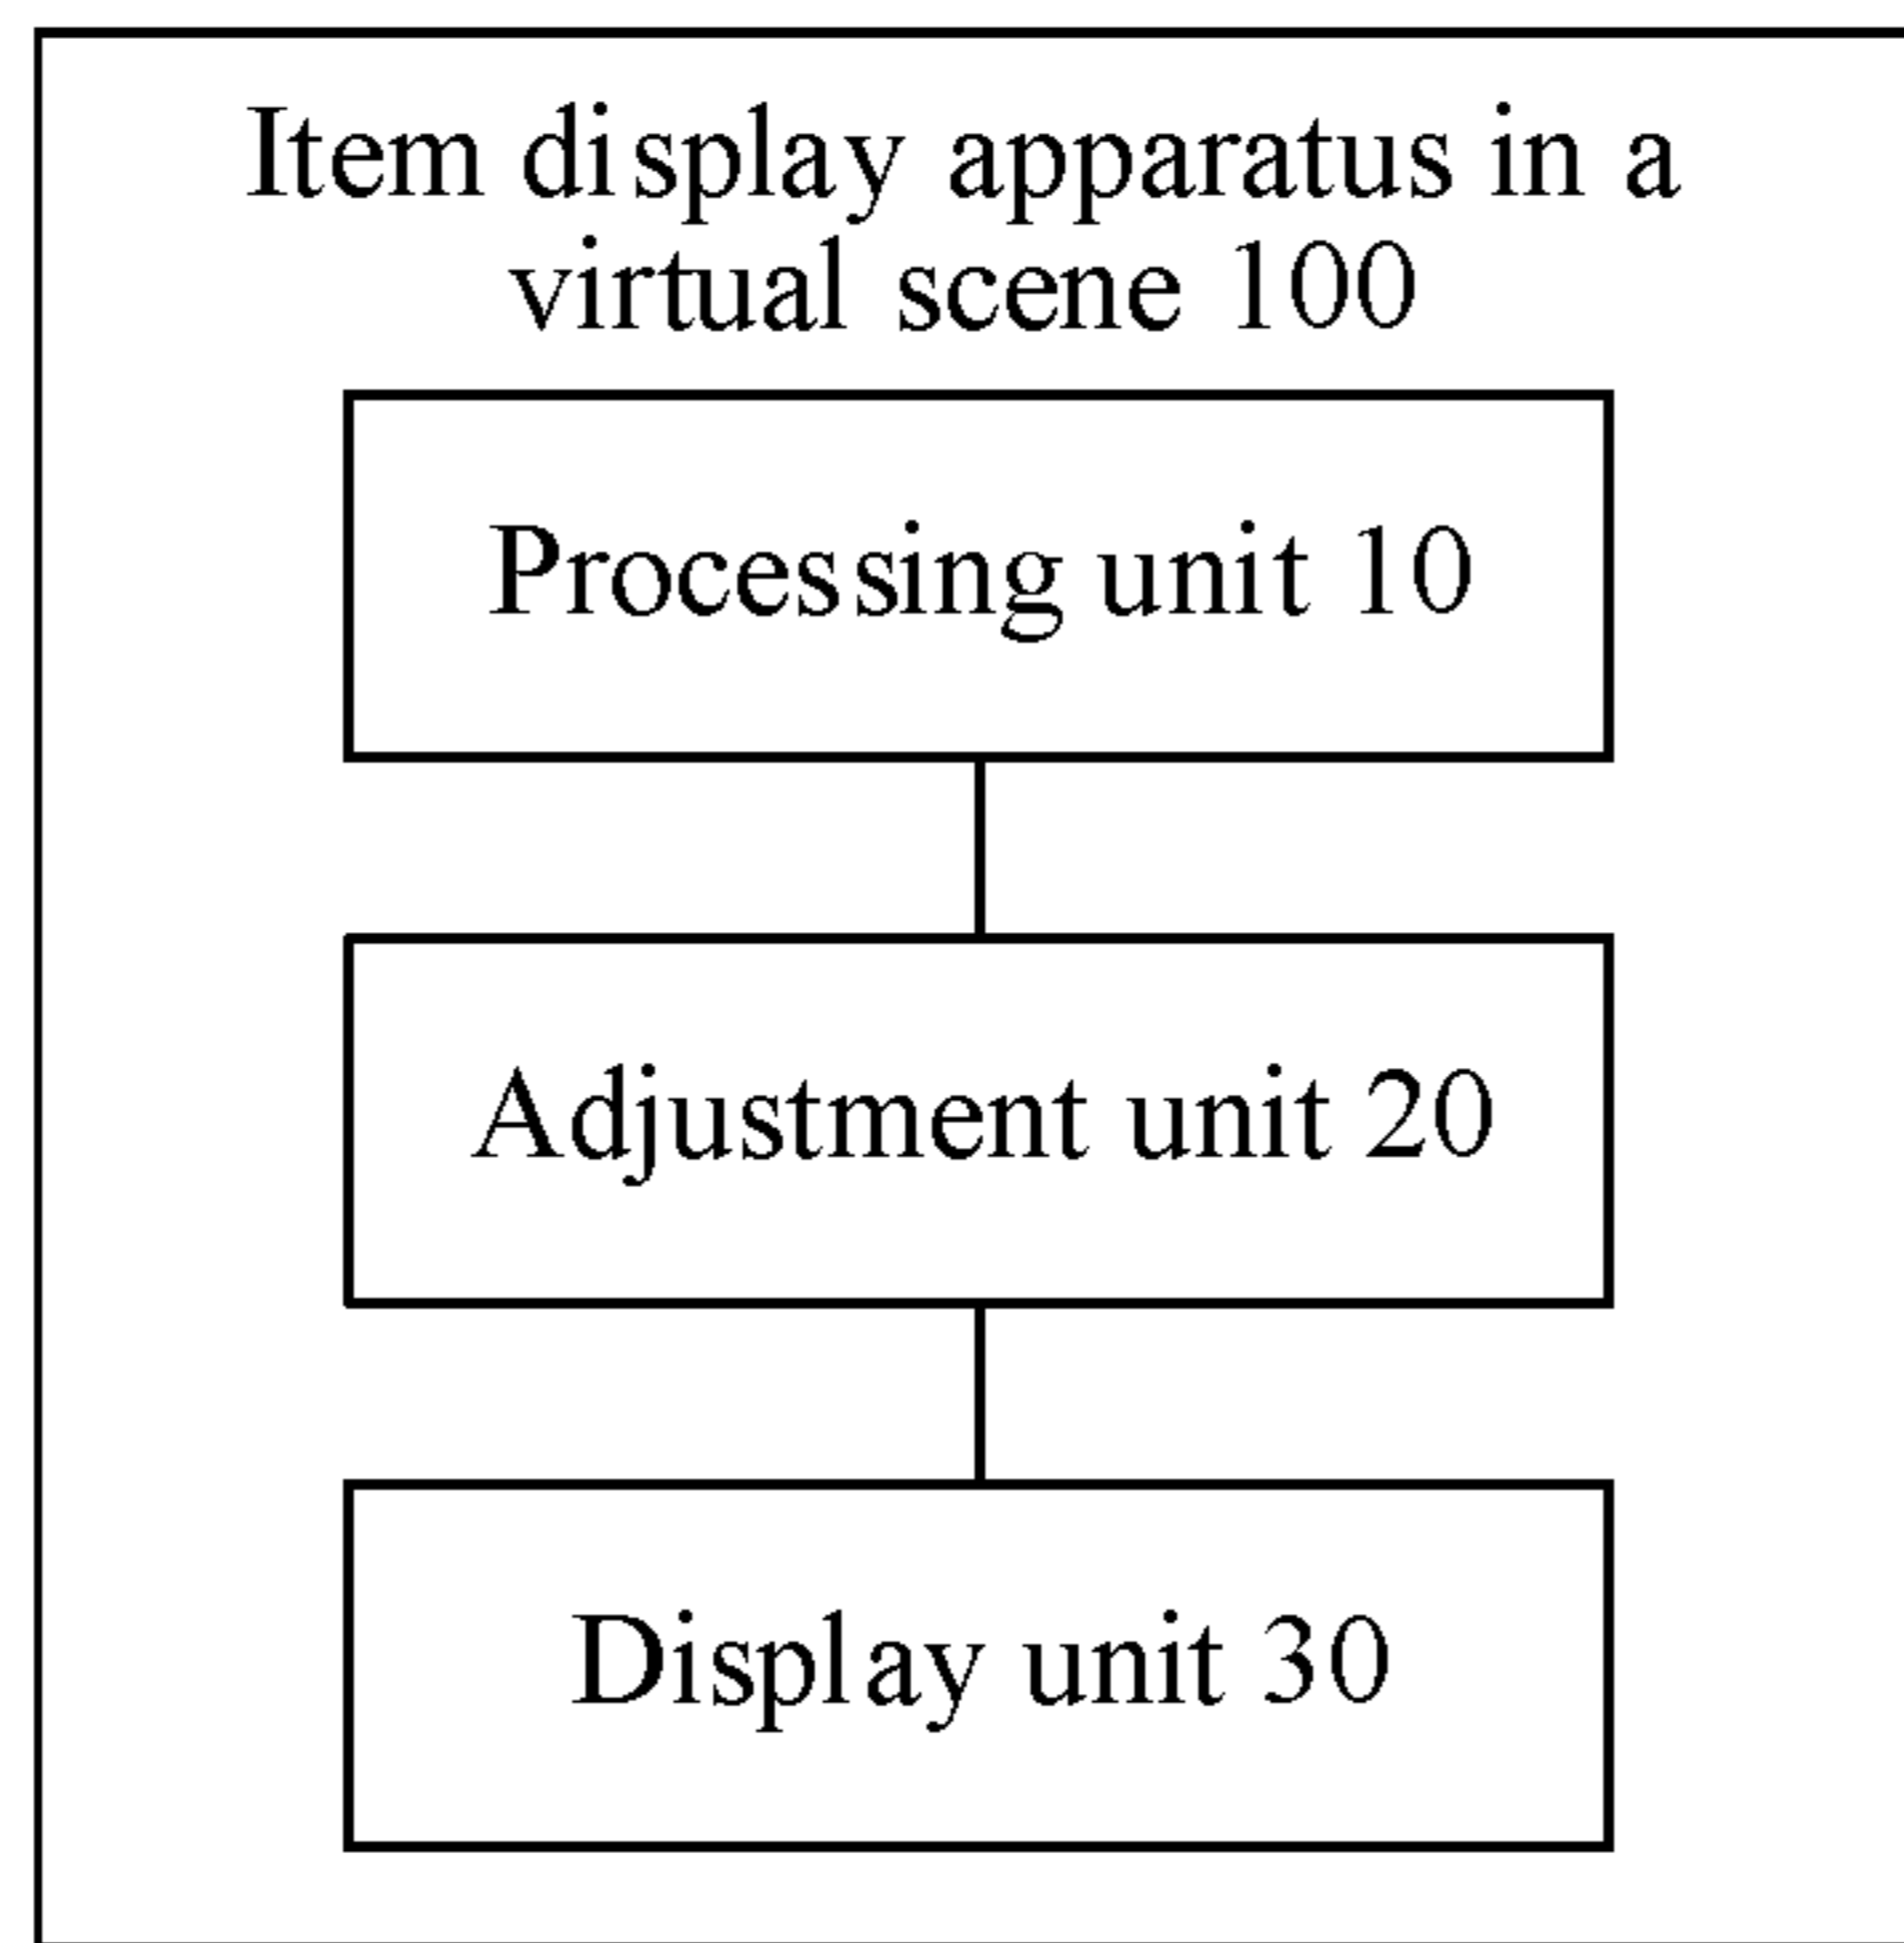 Item display apparatus in a
virtual scene 100
Processing unit 10
Adjustment unit 20
Display unit 30